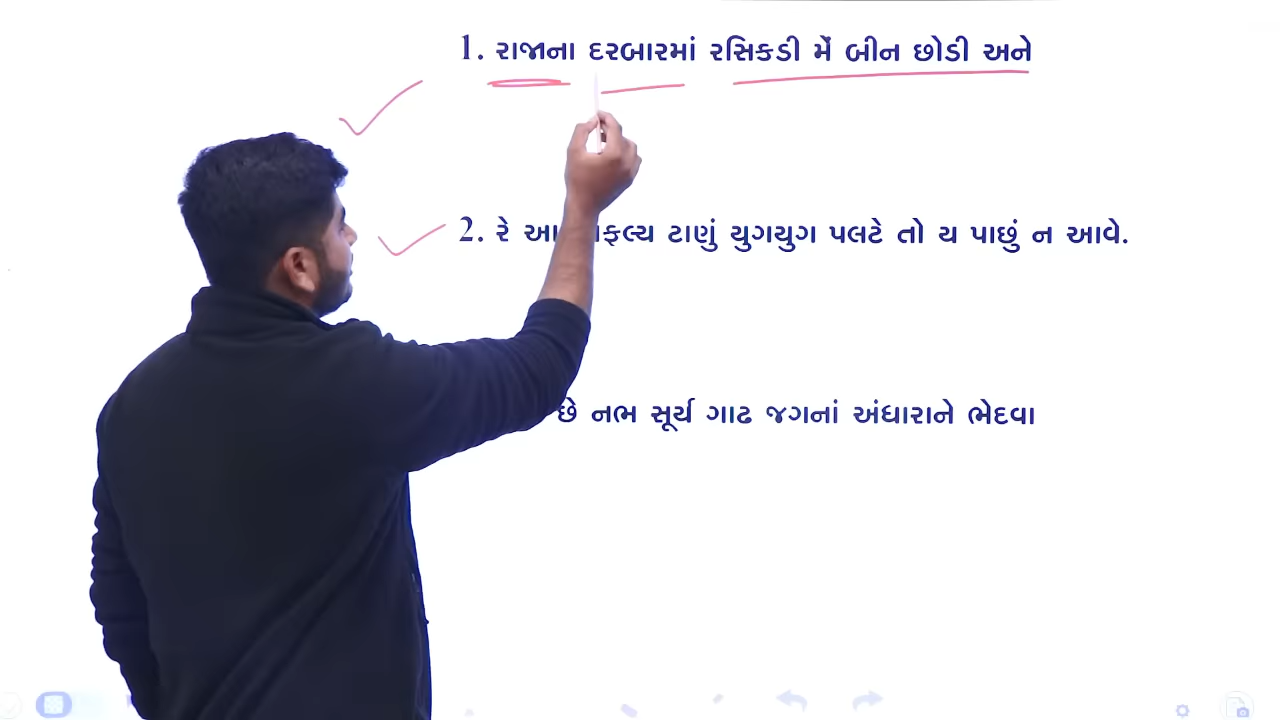 1. રાજાના દરબારમાં રસિકડી મેં બીન છોડી અને
2. રે આ ટાણું યુગયુગ પલટે તો ય પાછું ન આવે.
છે નભ સૂર્ય ગાઢ જગનાં અંધારાને ભેદવા